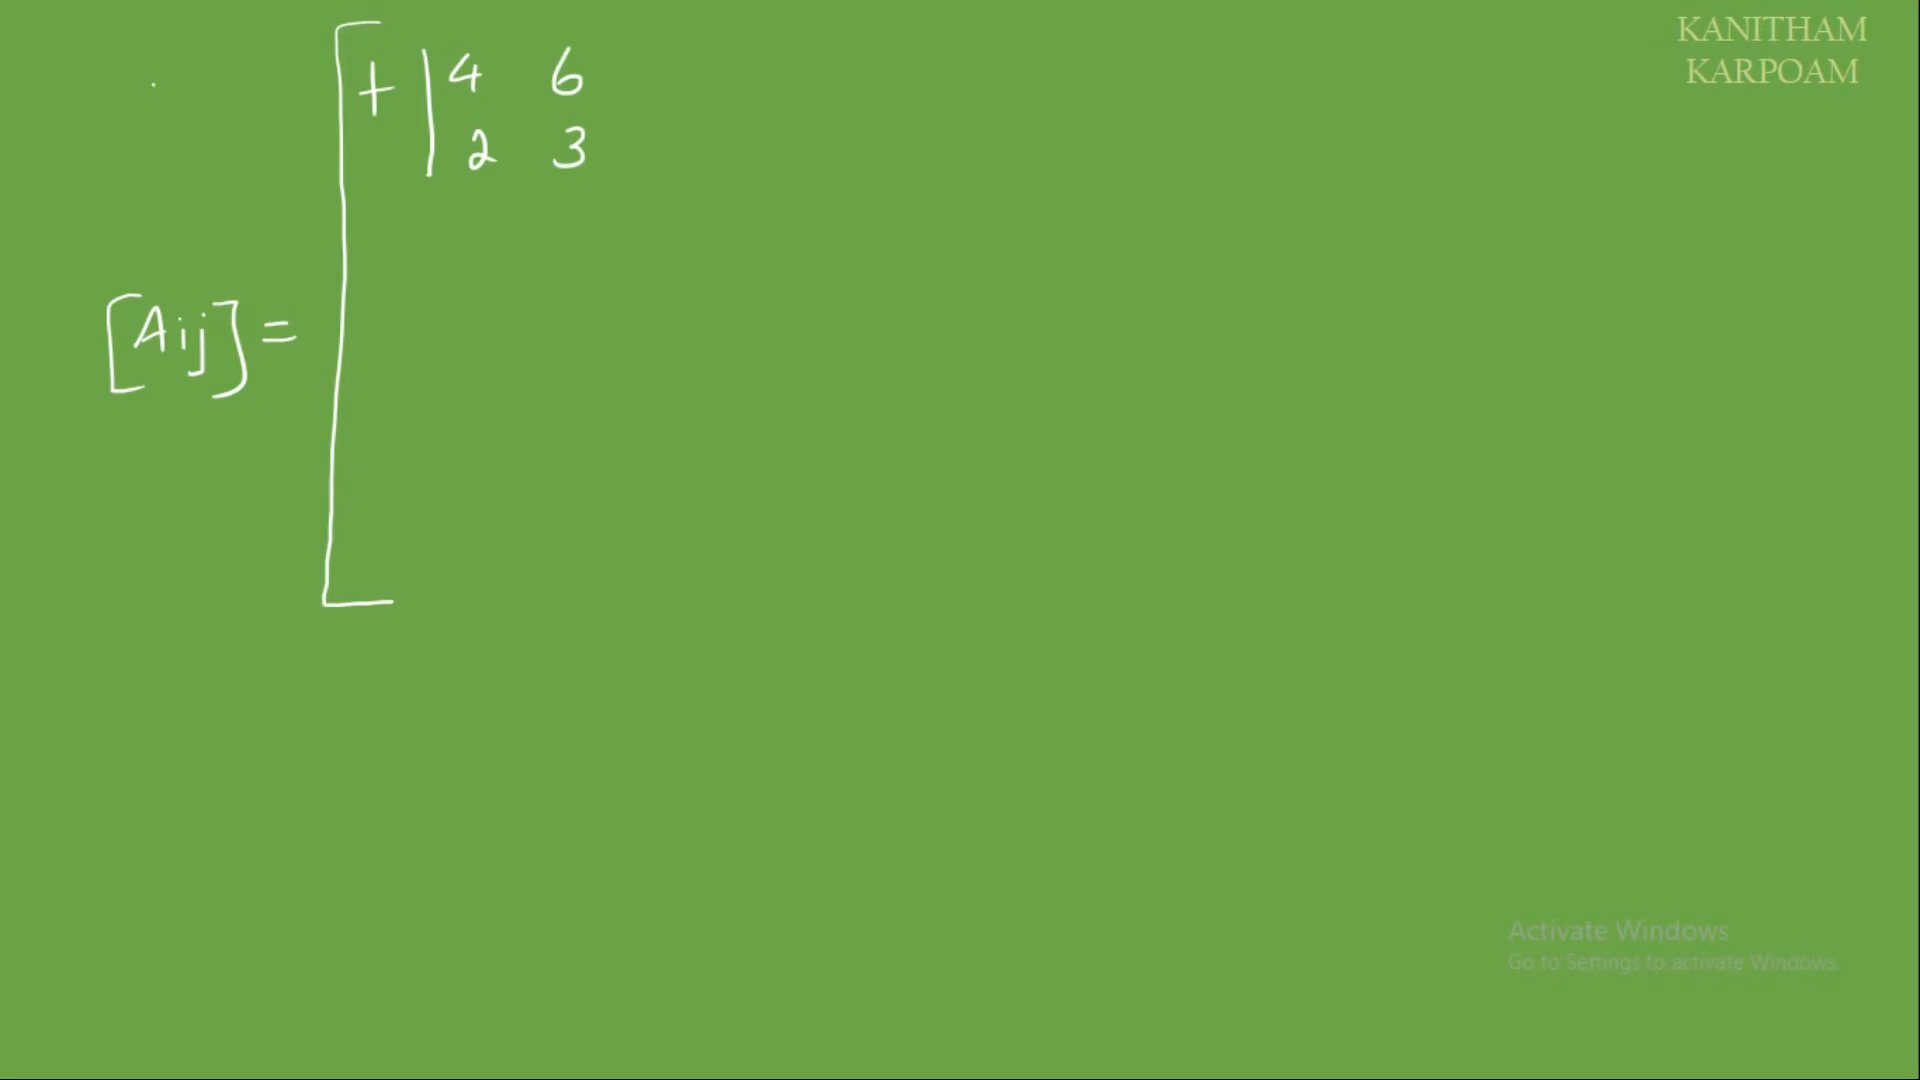 KANITHAM
KARPOAM
+ | 4 6
2 3
[Aij] =
Activate Windows
Go to Settings to activate Windows.